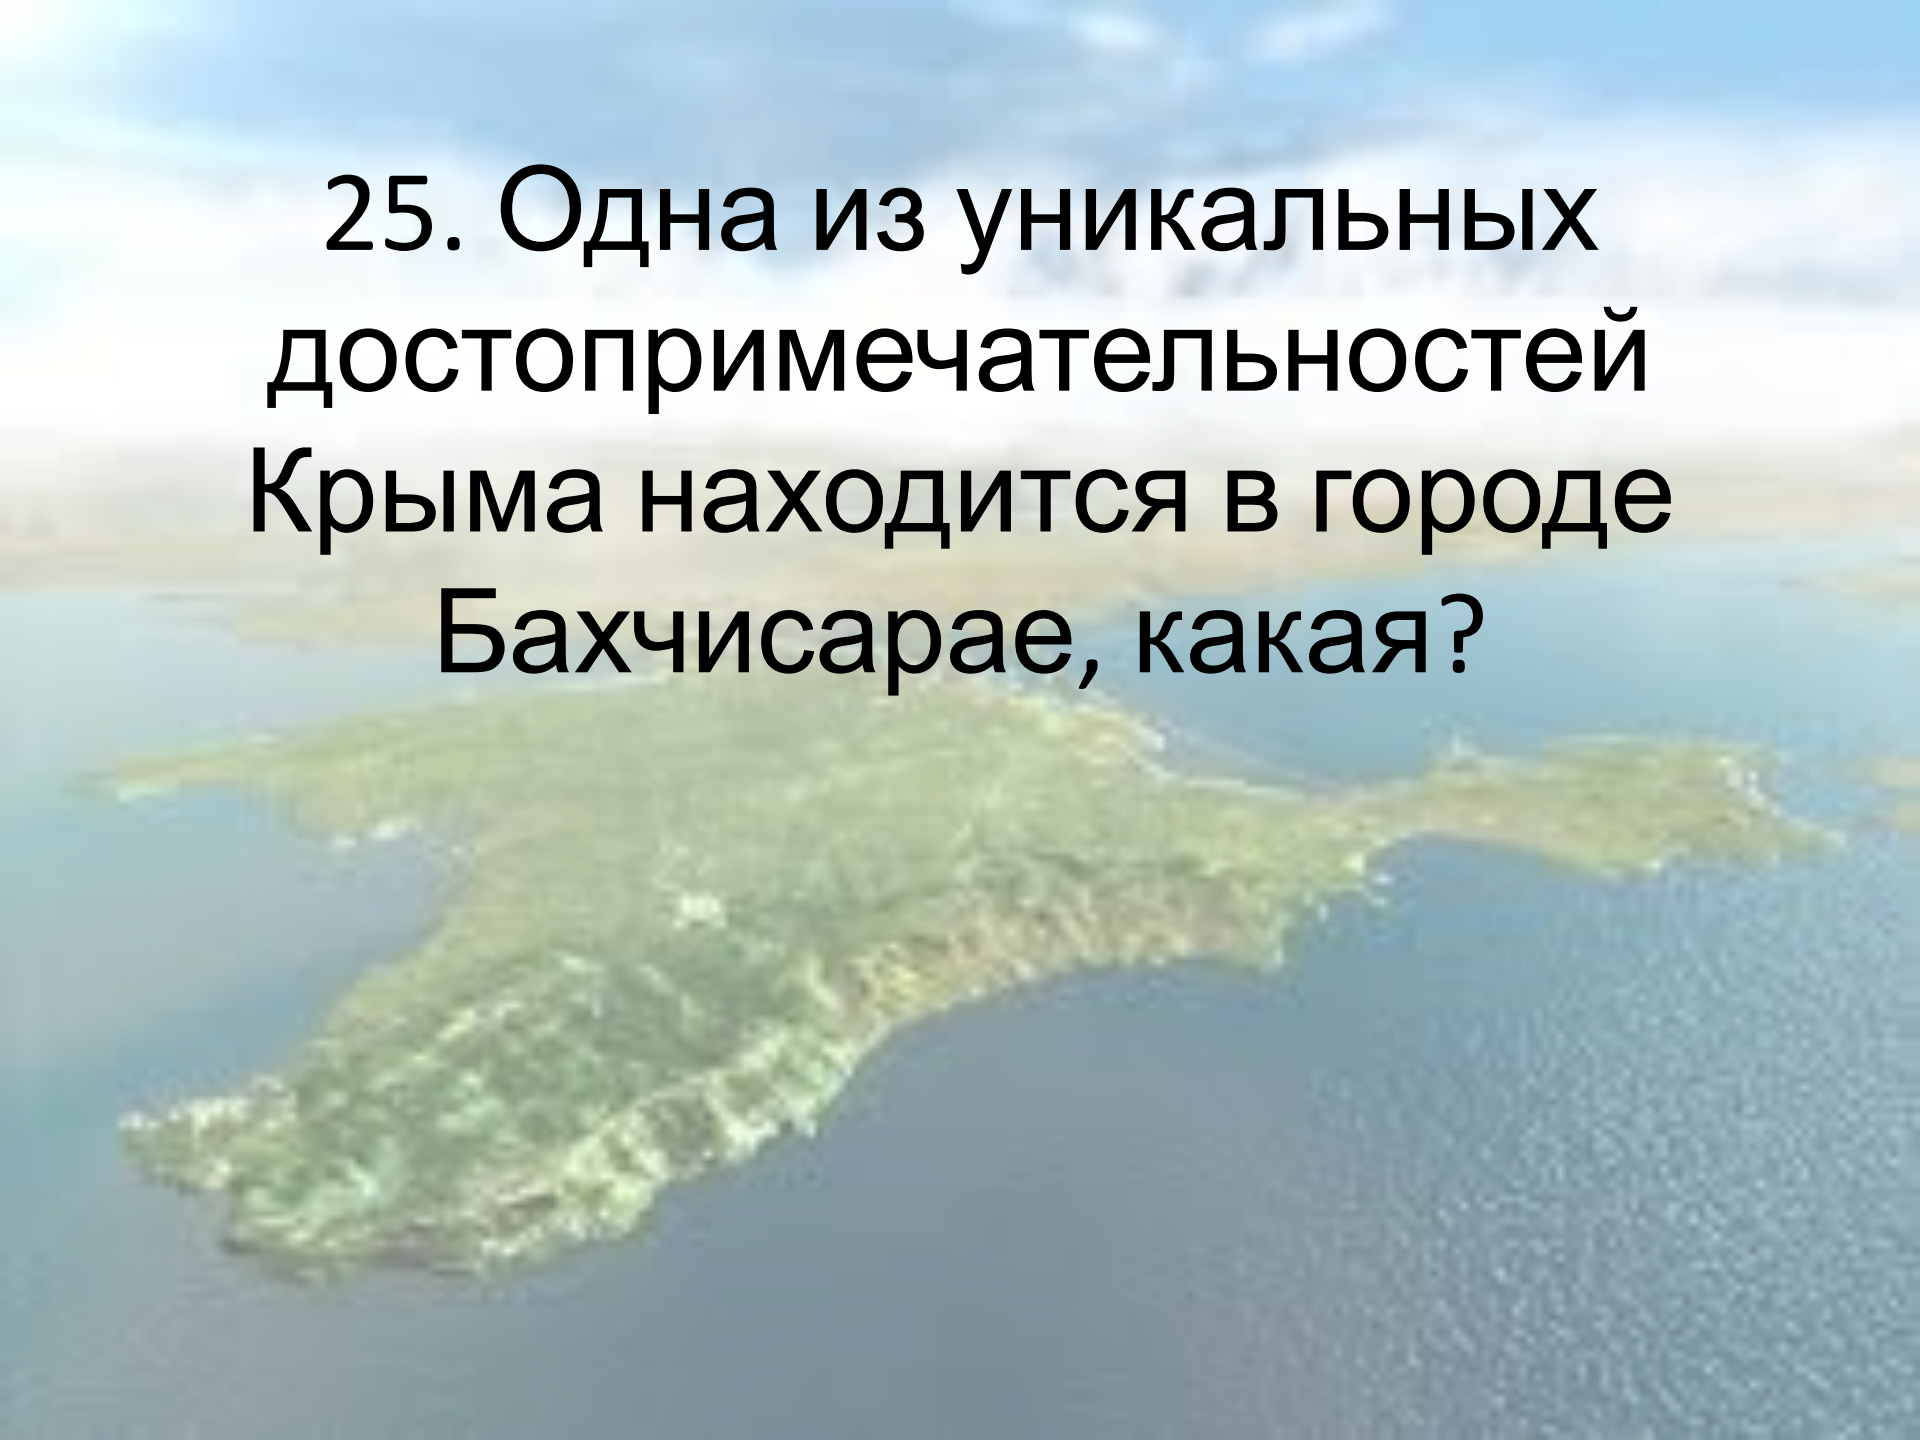 25. Одна из уникальных
достопримечательностей
Крыма находится в городе
Бахчисарае, какая?